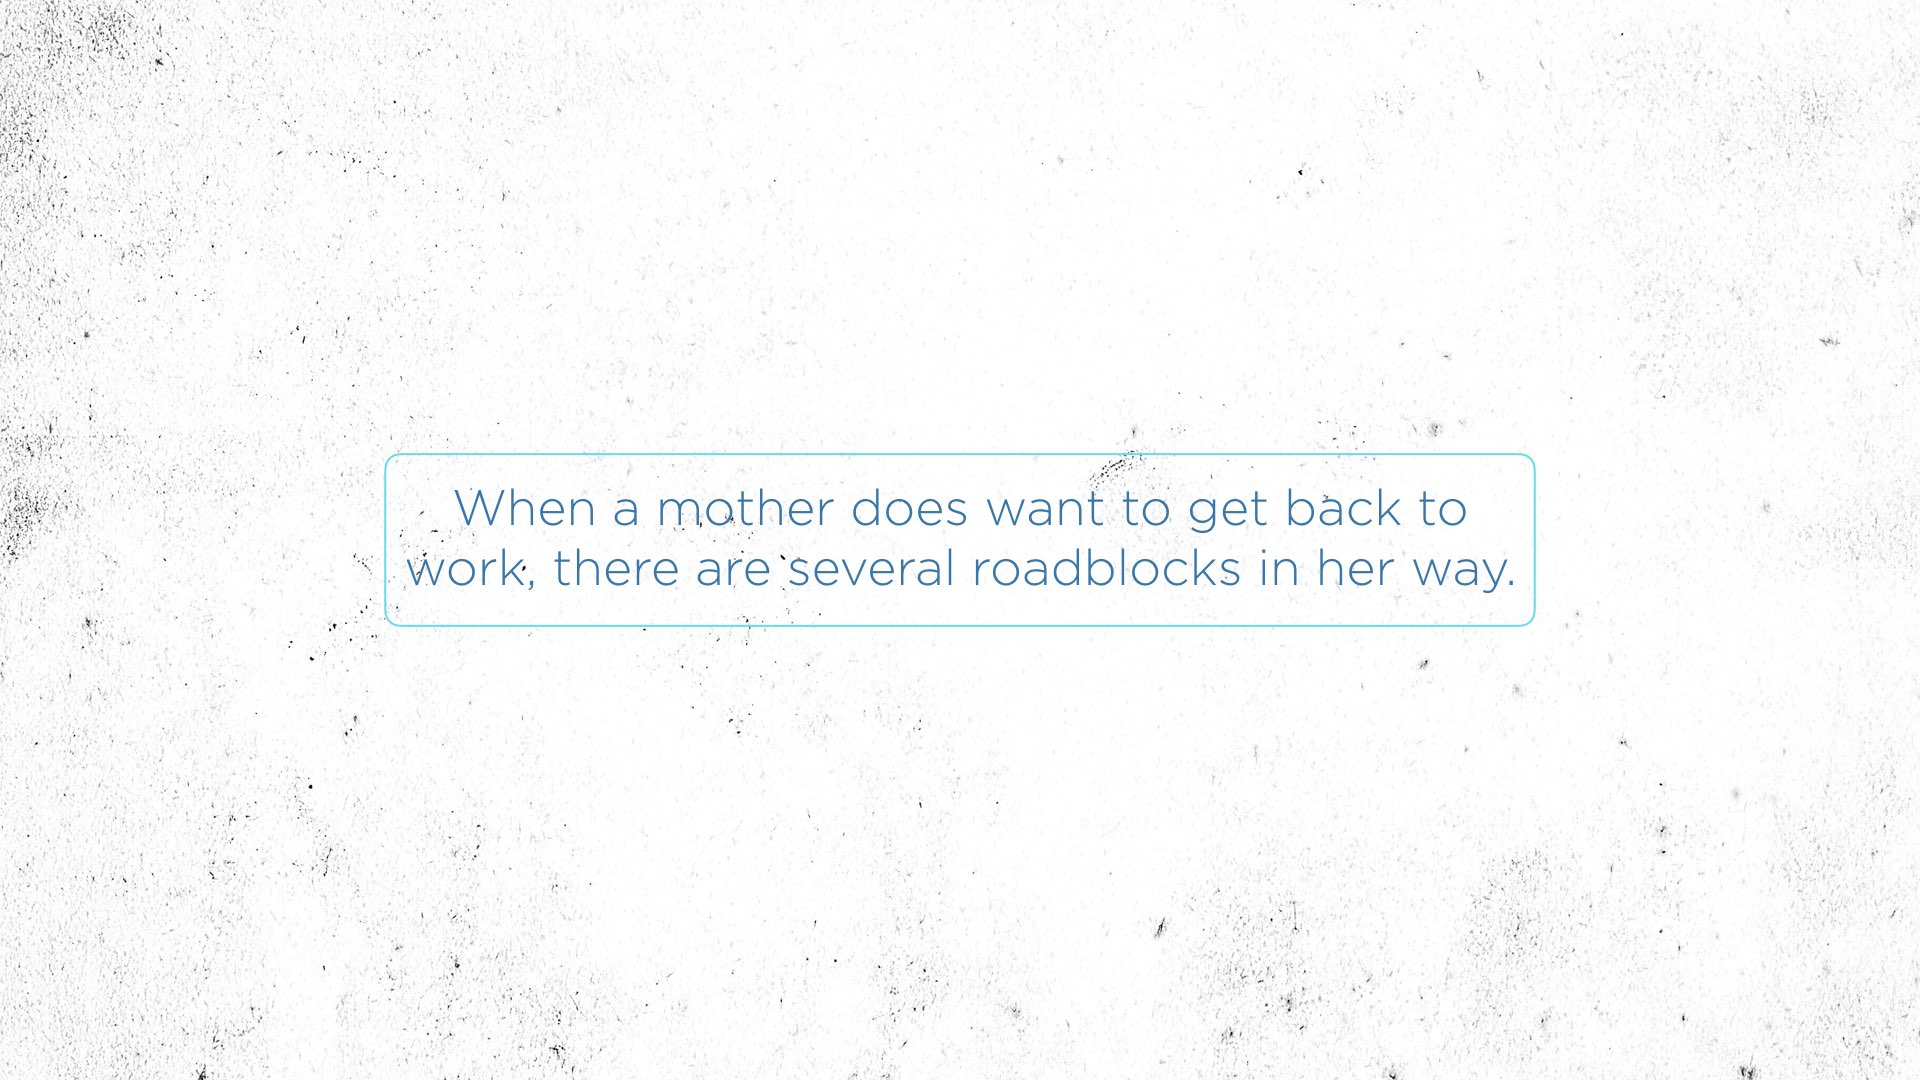 When a mother does want to get back to
work, there are several roadblocks in her way.